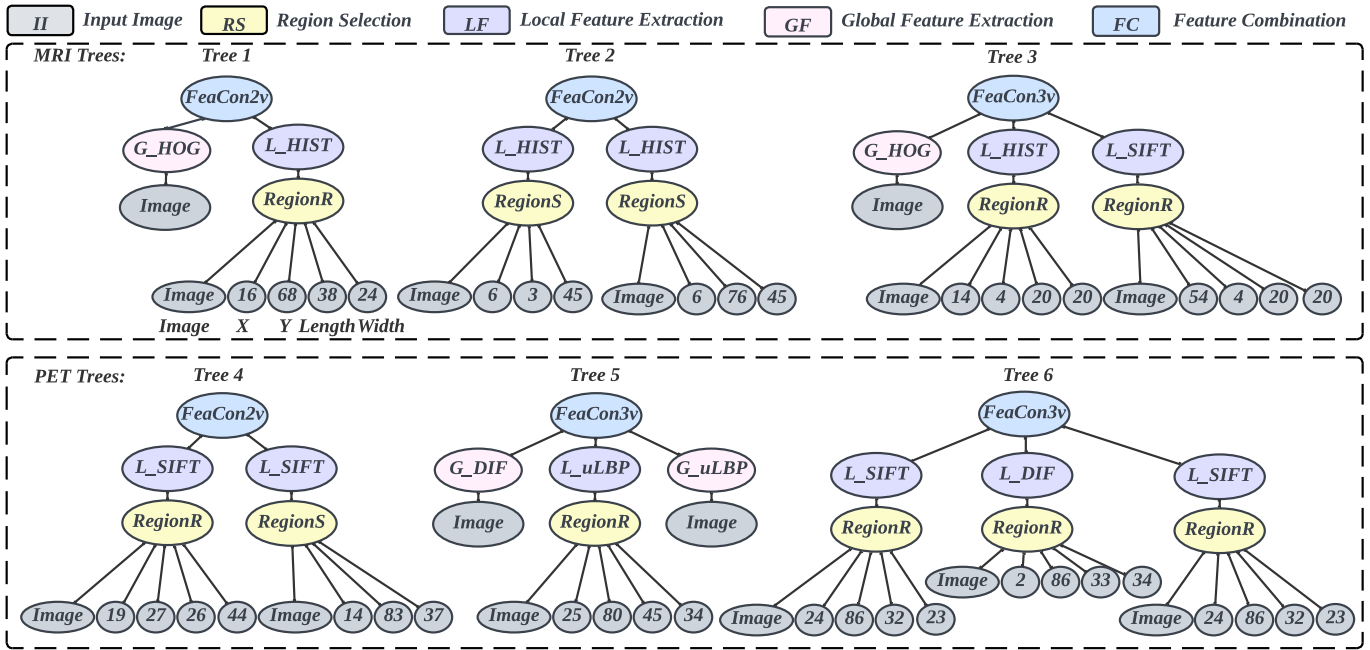 II Input Image RS Region Selection LF Local Feature Extraction GF Global Feature Extraction FC Feature Combination
MRI Trees: Tree 1 Tree 2 Tree 3
FeaCon2v FeaCon2v FeaCon3v
G_HOG L_HIST L_HIST L_HIST G_HOG L_HIST L_SIFT
Image RegionR RegionS RegionS Image RegionR RegionR
Image 16 68 38 24 Image 6 3 45 Image 6 76 45 Image 14 4 20 20 Image 54 4 20 20
Image X Y Length Width
PET Trees: Tree 4 Tree 5 Tree 6
FeaCon2v FeaCon3v FeaCon3v
L_SIFT L_SIFT G_DIF L_uLBP G_uLBP L_SIFT L_DIF L_SIFT
RegionR RegionS Image RegionR Image RegionR RegionR RegionR
Image 2 86 33 34
Image 19 27 26 44 Image 14 83 37 Image 25 80 45 34 Image 24 86 32 23 Image 24 86 32 23